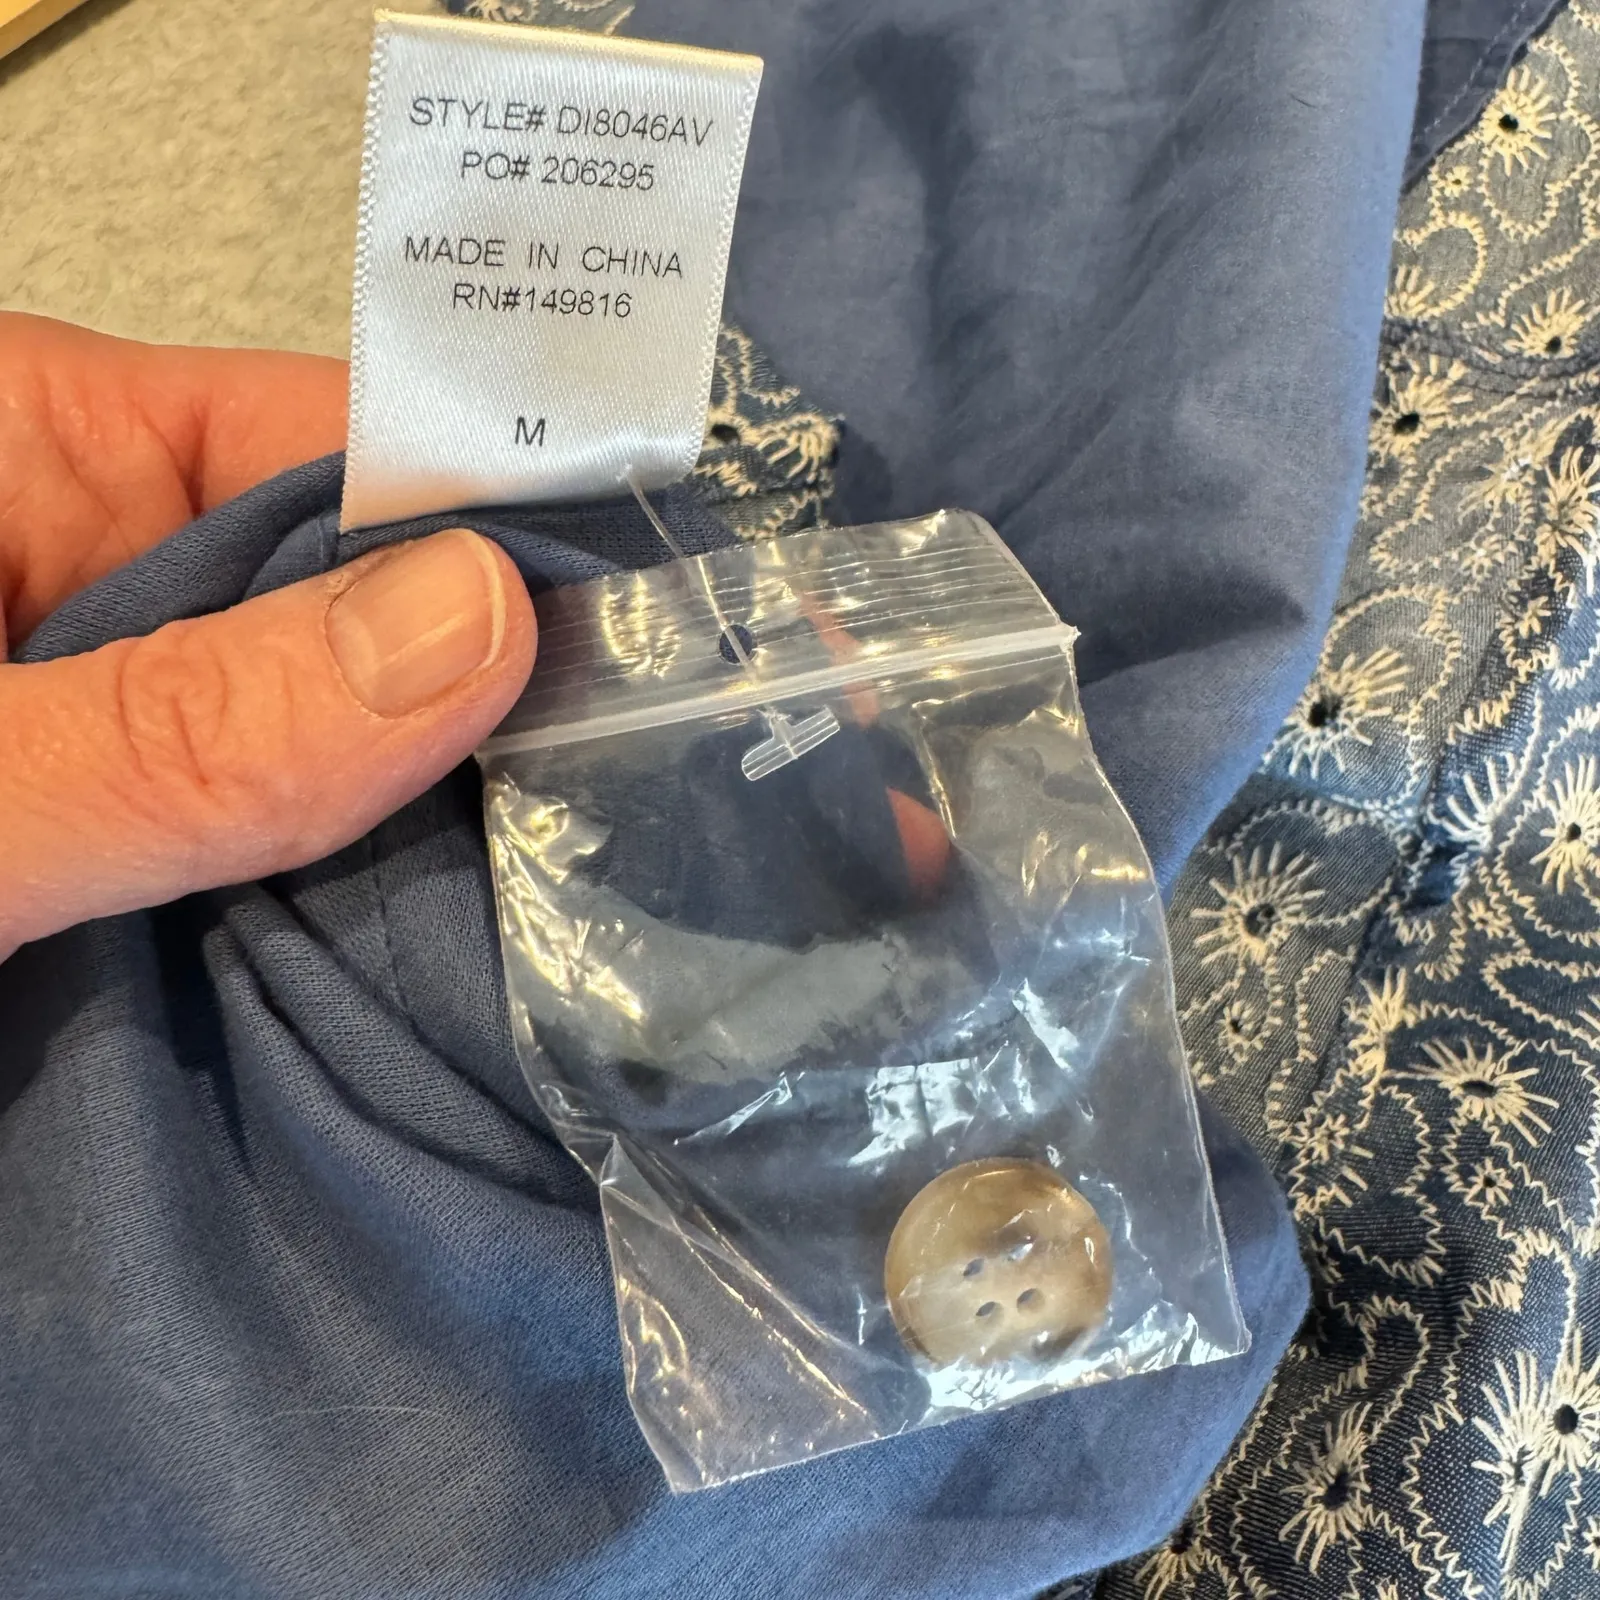 STYLE# DI8046AV
PO# 206295
MADE IN CHINA
RN#149816
M